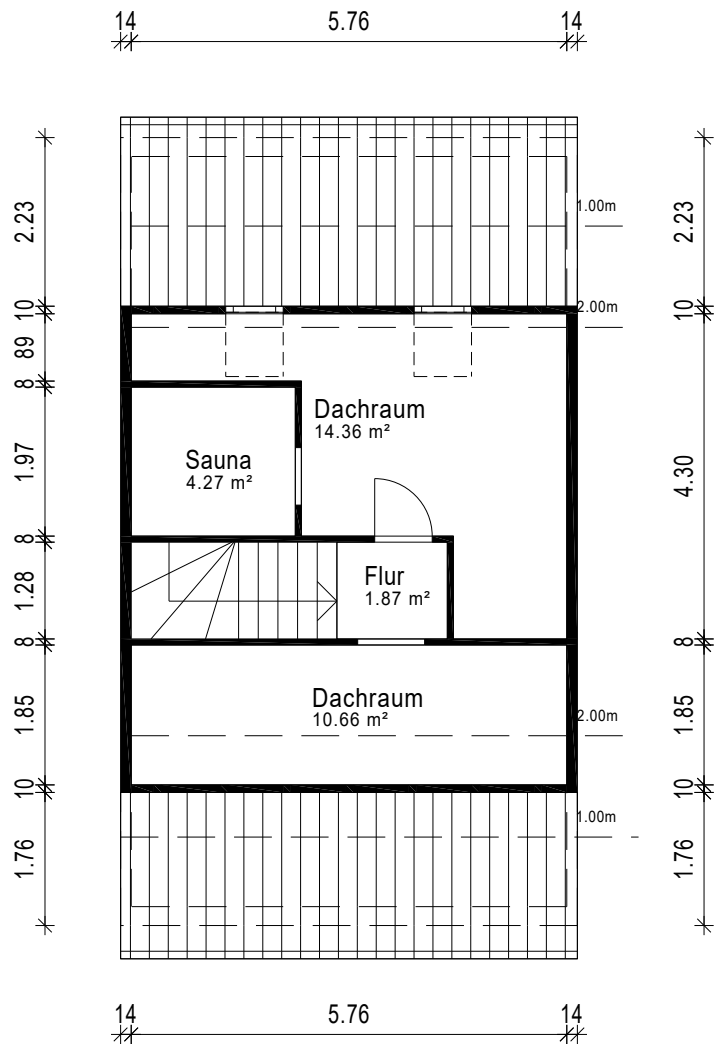 14 5.76 14
2.23
10
89
8
1.97
8
1.28
8
1.85
10
1.76
1.00m
2.00m
Dachraum
14.36 m²
Sauna
4.27 m²
Flur
1.87 m²
Dachraum
10.66 m²
2.00m
1.00m
2.23
10
4.30
8
1.85
10
1.76
14 5.76 14